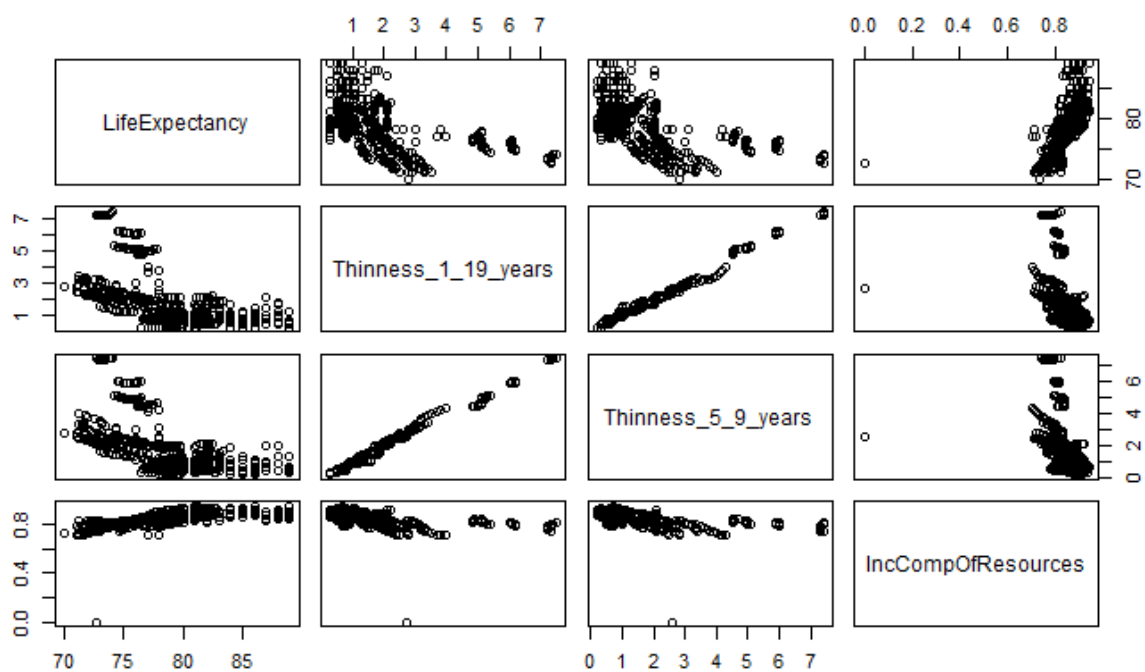 1 2 3 4 5 6 7
0.0 0.2 0.4 0.6 0.8
LifeExpectancy
70 80
1 3 5 7
Thinness_1_19_years
Thinness_5_9_years
0 2 4 6
0.0 0.4 0.8
IncCompOfResources
70 75 80 85
0 1 2 3 4 5 6 7